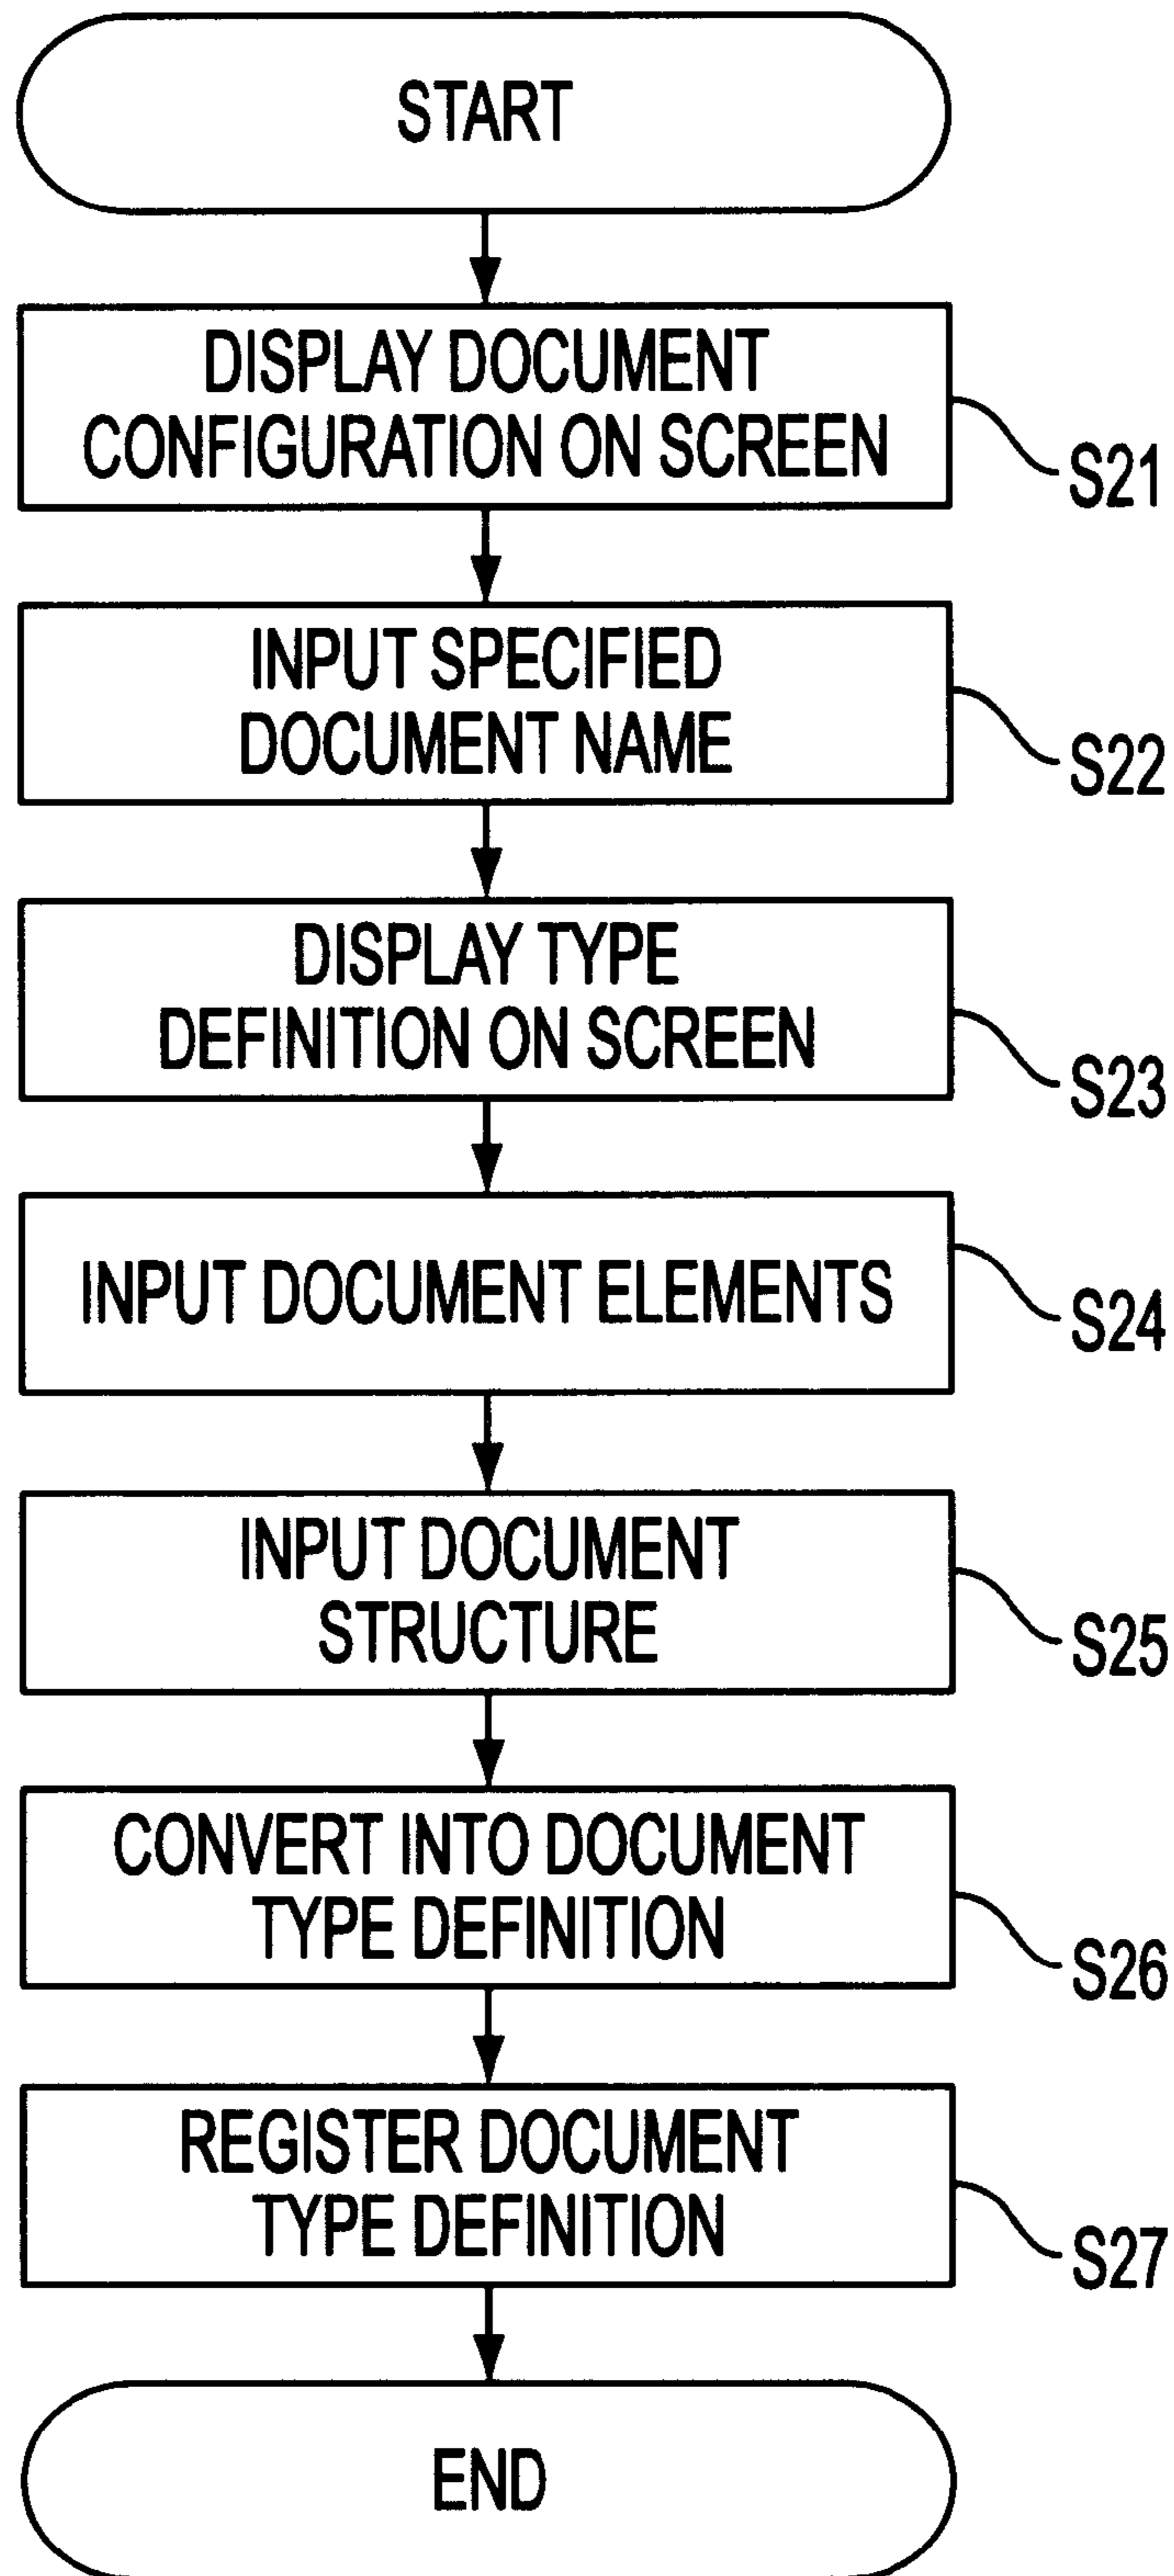 START
DISPLAY DOCUMENT
CONFIGURATION ON SCREEN
S21
INPUT SPECIFIED
DOCUMENT NAME
S22
DISPLAY TYPE
DEFINITION ON SCREEN
S23
INPUT DOCUMENT ELEMENTS
S24
INPUT DOCUMENT
STRUCTURE
S25
CONVERT INTO DOCUMENT
TYPE DEFINITION
S26
REGISTER DOCUMENT
TYPE DEFINITION
S27
END